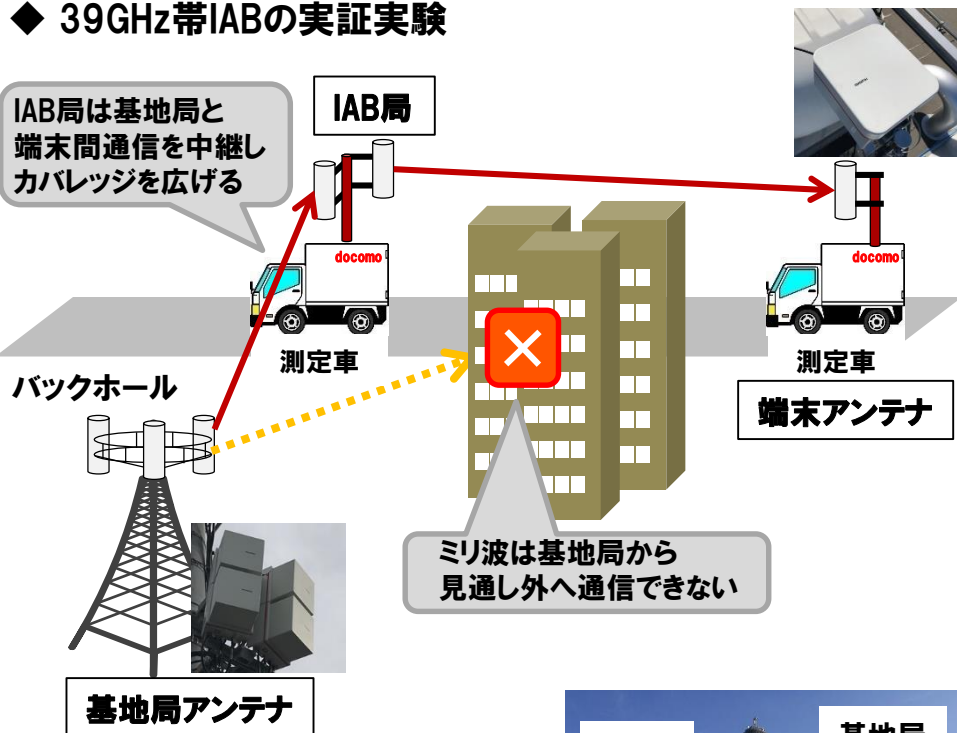 ◆ 39GHz帯IABの実証実験
IAB局は基地局と
端末間通信を中継し
カバレッジを広げる
IAB局
docomo
docomo
測定車
測定車
バックホール
端末アンテナ
ミリ波は基地局から
見通し外へ通信できない
基地局アンテナ
基地局